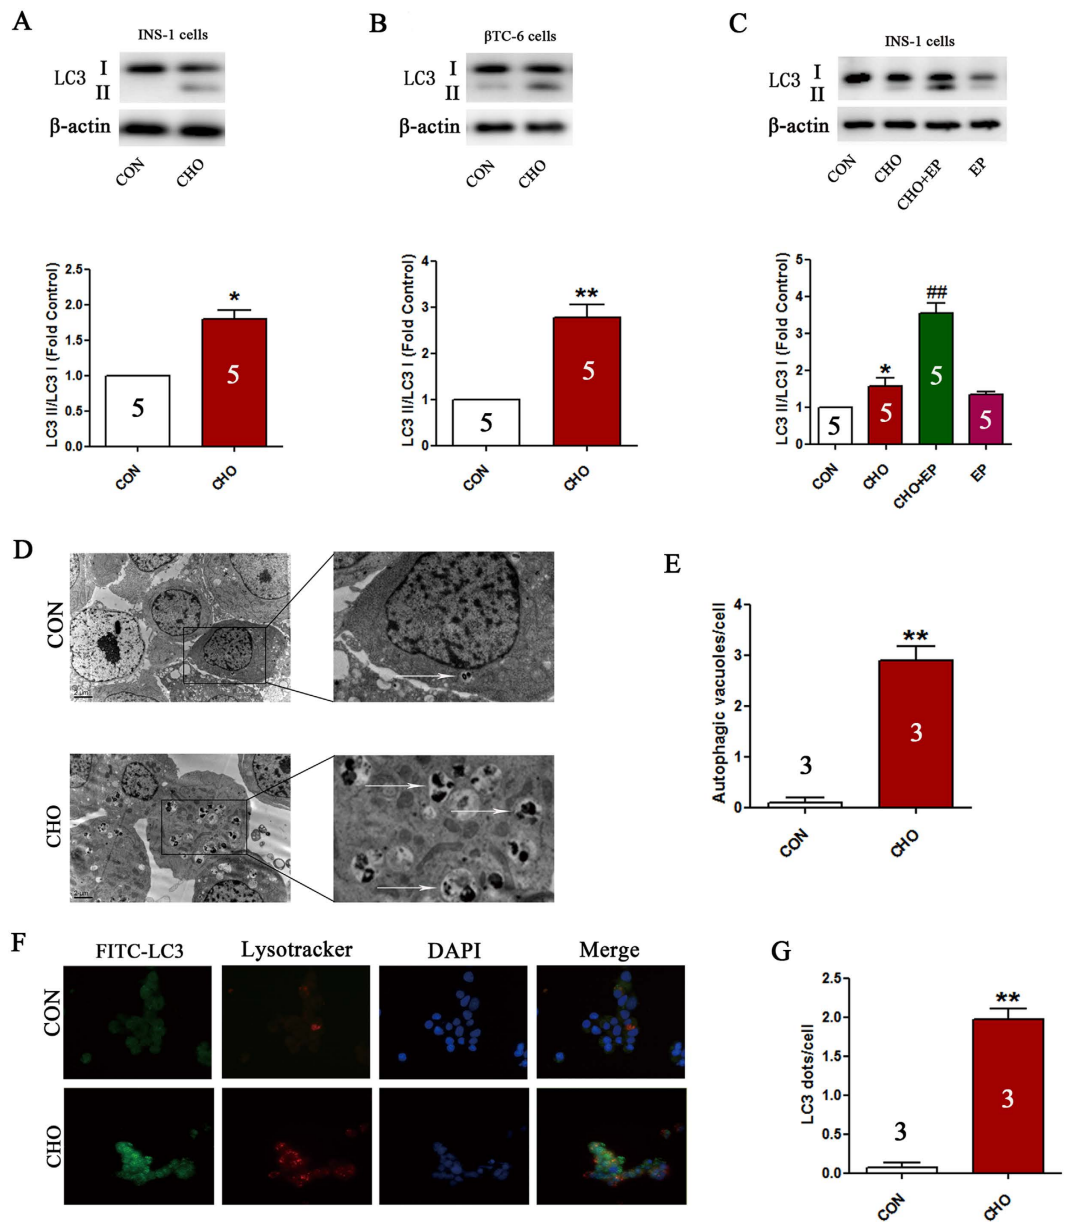 A
INS-1 cells
LC3
I
II
β-actin
CON
CHO
B
βTC-6 cells
LC3
I
II
β-actin
CON
CHO
C
INS-1 cells
LC3
I
II
β-actin
CON
CHO
CHO+EP
EP
LC3 II/LC3 I (Fold Control)
2.5
2.0
1.5
1.0
0.5
0.0
5
*
5
CON
CHO
LC3 II/LC3 I (Fold Control)
4
3
2
1
0
5
**
5
CON
CHO
LC3 II/LC3 I (Fold Control)
5
4
3
2
1
0
5
*
5
##
5
5
CON
CHO
CHO+EP
EP
D
CON
2 µm
CHO
2 µm
E
Autophagic vacuoles/cell
4
3
2
1
0
3
**
3
CON
CHO
F
FITC-LC3
Lysotracker
DAPI
Merge
CON
CHO
G
LC3 dots/cell
2.5
2.0
1.5
1.0
0.5
0.0
3
**
3
CON
CHO